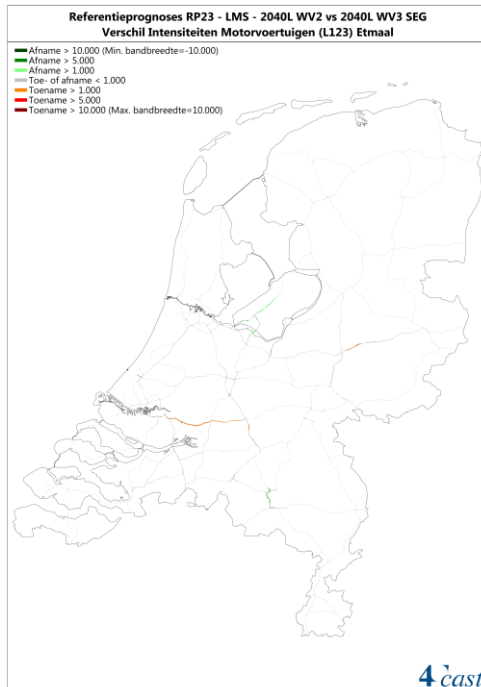 Referentieprognoses RP23 - LMS - 2040L WV2 vs 2040L WV3 SEG
Verschil Intensiteiten Motorvoertuigen (L123) Etmaal
Afname > 10.000 (Min. bandbreedte=-10.000)
Afname > 5.000
Afname > 1.000
Toe- of afname < 1.000
Toename > 1.000
Toename > 5.000
Toename > 10.000 (Max. bandbreedte=10.000)
4cast